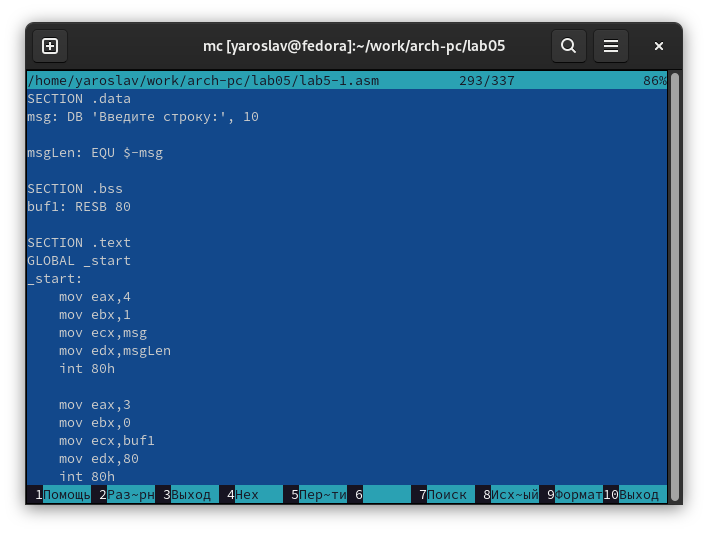 mc [yaroslav@fedora]:~/work/arch-pc/lab05
/home/yaroslav/work/arch-pc/lab05/lab5-1.asm 293/337 86%
SECTION .data
msg: DB 'Введите строку:', 10
msgLen: EQU $-msg
SECTION .bss
buf1: RESB 80
SECTION .text
GLOBAL _start
_start:
mov eax,4
mov ebx,1
mov ecx,msg
mov edx,msgLen
int 80h
mov eax,3
mov ebx,0
mov ecx,buf1
mov edx,80
int 80h
1Помощь 2Раз~рн 3Выход 4Hex 5Пер~ти 6 7Поиск 8Исх~ый 9Формат 10Выход